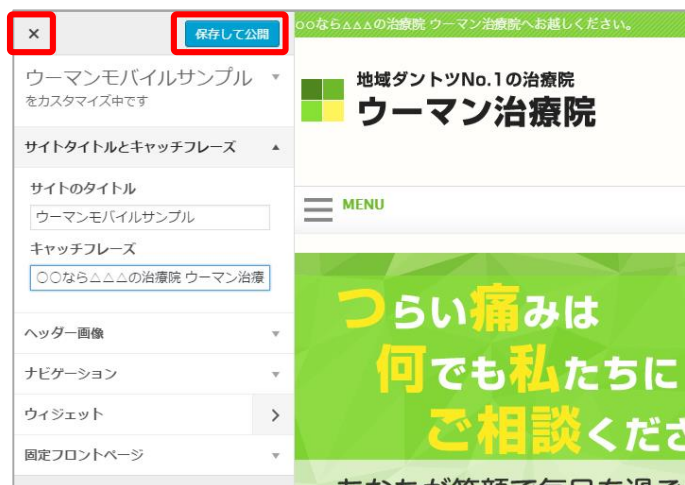 ×
保存して公開
ウーマンモバイルサンプル
をカスタマイズ中です
サイトタイトルとキャッチフレーズ
サイトのタイトル
ウーマンモバイルサンプル
キャッチフレーズ
○○なら△△△の治療院 ウーマン治療
ヘッダー画像
ナビゲーション
ウィジェット
固定フロントページ
○○なら△△△の治療院 ウーマン治療院へお越しください。
地域ダントツNo.1の治療院
ウーマン治療院
MENU
つらい痛みは
何でも私たちに
ご相談くださ